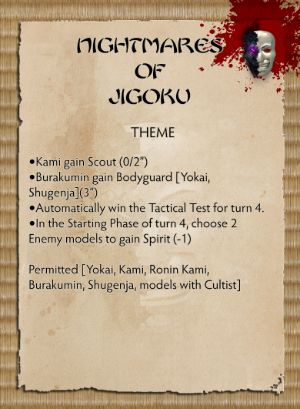 NIGHTMARES
OF
JIGOKU
THEME
•Kami gain Scout (0/2")
•Burakumin gain Bodyguard [Yokai,
Shugenja](3")
•Automatically win the Tactical Test for turn 4.
•In the Starting Phase of turn 4, choose 2
Enemy models to gain Spirit (-1)
Permitted [Yokai, Kami, Ronin Kami,
Burakumin, Shugenja, models with Cultist]